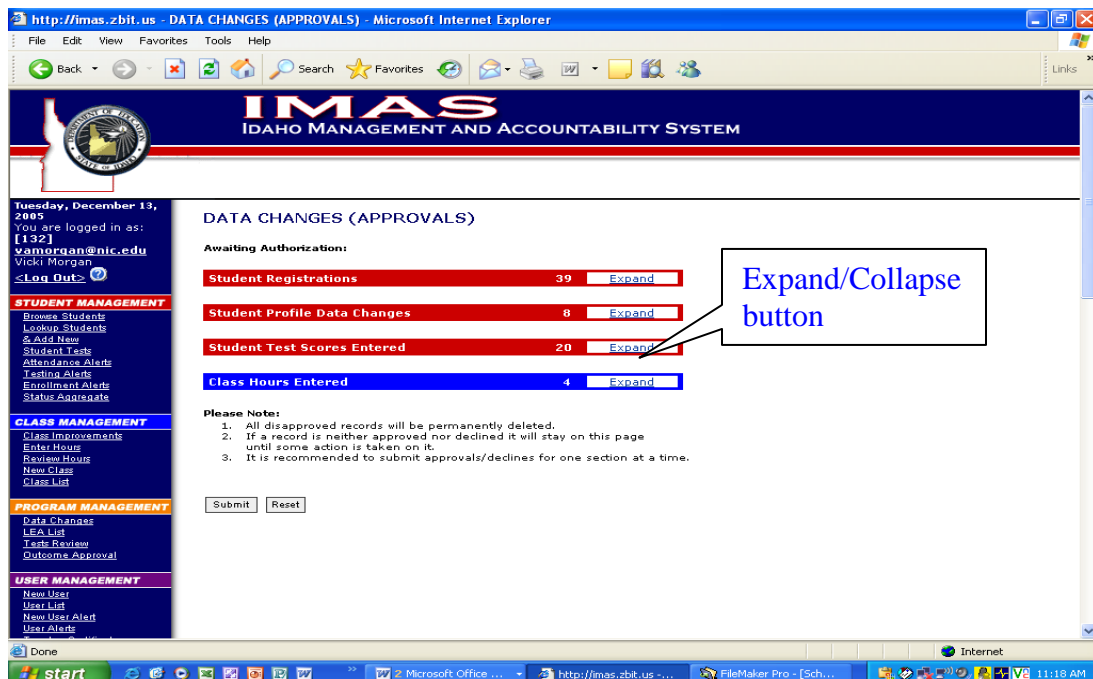 http://imas.zbit.us - DATA CHANGES (APPROVALS) - Microsoft Internet Explorer
File Edit View Favorites Tools Help
Back Search Favorites Links
DEPARTMENT OF EDUCATION
STATE OF IDAHO
IMAS
IDAHO MANAGEMENT AND ACCOUNTABILITY SYSTEM
Tuesday, December 13,
2005
You are logged in as:
[132]
vamorgan@nic.edu
Vicki Morgan
<Log Out>
STUDENT MANAGEMENT
Browse Students
Lookup Students
& Add New
Student Tests
Attendance Alerts
Testing Alerts
Enrollment Alerts
Status Aggregate
CLASS MANAGEMENT
Class Improvements
Enter Hours
Review Hours
New Class
Class List
PROGRAM MANAGEMENT
Data Changes
LEA List
Tests Review
Outcome Approval
USER MANAGEMENT
New User
User List
New User Alert
User Alerts
DATA CHANGES (APPROVALS)
Awaiting Authorization:
Student Registrations 39 Expand
Student Profile Data Changes 8 Expand
Student Test Scores Entered 20 Expand
Class Hours Entered 4 Expand
Expand/Collapse
button
Please Note:
1. All disapproved records will be permanently deleted.
2. If a record is neither approved nor declined it will stay on this page
until some action is taken on it.
3. It is recommended to submit approvals/declines for one section at a time.
Submit Reset
Done Internet
start 2 Microsoft Office ... http://imas.zbit.us -... FileMaker Pro - [Sch... 11:18 AM